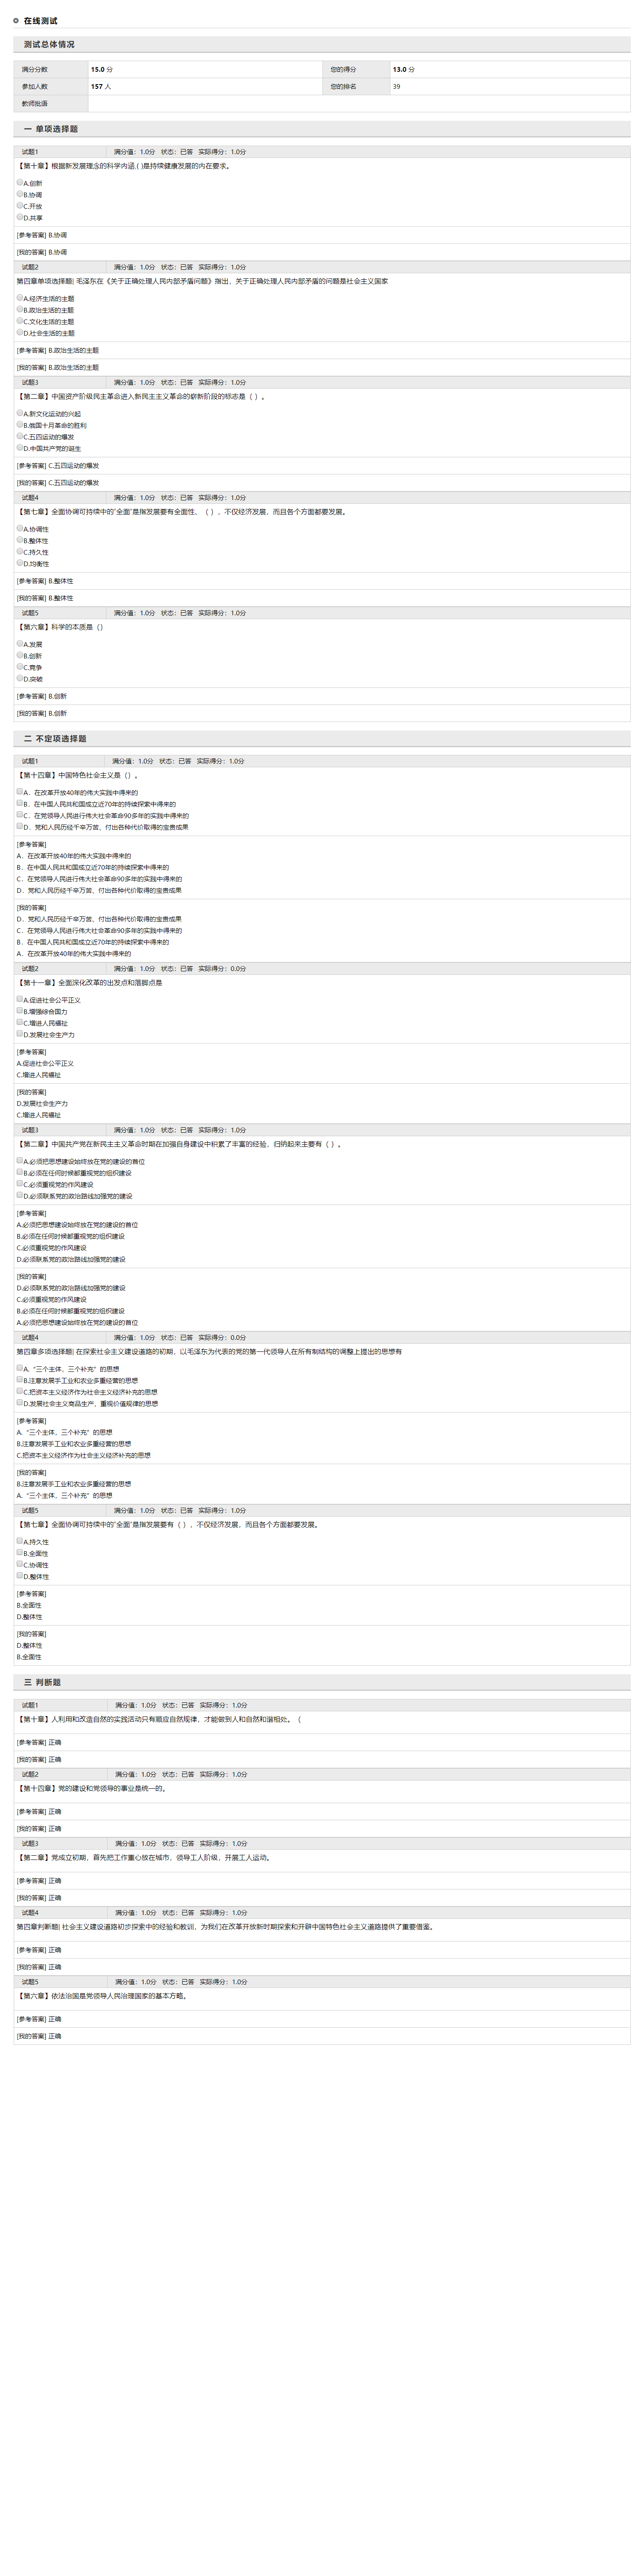 在线测试
测试总体情况
满分分数 15.0 分 您的得分 13.0 分
参加人数 157 人 您的排名 39
教师批语
一 单项选择题
试题1 满分值：1.0分 状态：已答 实际得分：1.0分
【第十章】根据新发展理念的科学内涵,( )是持续健康发展的内在要求。
A.创新
B.协调
C.开放
D.共享
[参考答案] B.协调
[我的答案] B.协调
试题2 满分值：1.0分 状态：已答 实际得分：1.0分
第四章单项选择题| 毛泽东在《关于正确处理人民内部矛盾问题》指出，关于正确处理人民内部矛盾的问题是社会主义国家
A.经济生活的主题
B.政治生活的主题
C.文化生活的主题
D.社会生活的主题
[参考答案] B.政治生活的主题
[我的答案] B.政治生活的主题
试题3 满分值：1.0分 状态：已答 实际得分：1.0分
【第二章】中国资产阶级民主革命进入新民主主义革命的崭新阶段的标志是（ ）。
A.新文化运动的兴起
B.俄国十月革命的胜利
C.五四运动的爆发
D.中国共产党的诞生
[参考答案] C.五四运动的爆发
[我的答案] C.五四运动的爆发
试题4 满分值：1.0分 状态：已答 实际得分：1.0分
【第七章】全面协调可持续中的“全面”是指发展要有全面性、（ ），不仅经济发展，而且各个方面都要发展。
A.协调性
B.整体性
C.持久性
D.均衡性
[参考答案] B.整体性
[我的答案] B.整体性
试题5 满分值：1.0分 状态：已答 实际得分：1.0分
【第六章】科学的本质是（）
A.发展
B.创新
C.竞争
D.突破
[参考答案] B.创新
[我的答案] B.创新
二 不定项选择题
试题1 满分值：1.0分 状态：已答 实际得分：1.0分
【第十四章】中国特色社会主义是（）。
A．在改革开放40年的伟大实践中得来的
B．在中国人民共和国成立近70年的持续探索中得来的
C．在党领导人民进行伟大社会革命90多年的实践中得来的
D．党和人民历经千辛万苦，付出各种代价取得的宝贵成果
[参考答案]
A．在改革开放40年的伟大实践中得来的
B．在中国人民共和国成立近70年的持续探索中得来的
C．在党领导人民进行伟大社会革命90多年的实践中得来的
D．党和人民历经千辛万苦，付出各种代价取得的宝贵成果
[我的答案]
D．党和人民历经千辛万苦，付出各种代价取得的宝贵成果
C．在党领导人民进行伟大社会革命90多年的实践中得来的
B．在中国人民共和国成立近70年的持续探索中得来的
A．在改革开放40年的伟大实践中得来的
试题2 满分值：1.0分 状态：已答 实际得分：0.0分
【第十一章】全面深化改革的出发点和落脚点是
A.促进社会公平正义
B.增强综合国力
C.增进人民福祉
D.发展社会生产力
[参考答案]
A.促进社会公平正义
C.增进人民福祉
[我的答案]
D.发展社会生产力
C.增进人民福祉
试题3 满分值：1.0分 状态：已答 实际得分：1.0分
【第二章】中国共产党在新民主主义革命时期在加强自身建设中积累了丰富的经验，归纳起来主要有（ ）。
A.必须把思想建设始终放在党的建设的首位
B.必须在任何时候都重视党的组织建设
C.必须重视党的作风建设
D.必须联系党的政治路线加强党的建设
[参考答案]
A.必须把思想建设始终放在党的建设的首位
B.必须在任何时候都重视党的组织建设
C.必须重视党的作风建设
D.必须联系党的政治路线加强党的建设
[我的答案]
D.必须联系党的政治路线加强党的建设
C.必须重视党的作风建设
B.必须在任何时候都重视党的组织建设
A.必须把思想建设始终放在党的建设的首位
试题4 满分值：1.0分 状态：已答 实际得分：0.0分
第四章多项选择题| 在探索社会主义建设道路的初期，以毛泽东为代表的党的第一代领导人在所有制结构的调整上提出的思想有
A.“三个主体，三个补充”的思想
B.注意发展手工业和农业多重经营的思想
C.把资本主义经济作为社会主义经济补充的思想
D.发展社会主义商品生产，重视价值规律的思想
[参考答案]
A.“三个主体，三个补充”的思想
B.注意发展手工业和农业多重经营的思想
C.把资本主义经济作为社会主义经济补充的思想
[我的答案]
B.注意发展手工业和农业多重经营的思想
A.“三个主体，三个补充”的思想
试题5 满分值：1.0分 状态：已答 实际得分：1.0分
【第七章】全面协调可持续中的“全面”是指发展要有（ ），不仅经济发展，而且各个方面都要发展。
A.持久性
B.全面性
C.协调性
D.整体性
[参考答案]
B.全面性
D.整体性
[我的答案]
D.整体性
B.全面性
三 判断题
试题1 满分值：1.0分 状态：已答 实际得分：1.0分
【第十章】人利用和改造自然的实践活动只有顺应自然规律，才能做到人和自然和谐相处。（
[参考答案] 正确
[我的答案] 正确
试题2 满分值：1.0分 状态：已答 实际得分：1.0分
【第十四章】党的建设和党领导的事业是统一的。
[参考答案] 正确
[我的答案] 正确
试题3 满分值：1.0分 状态：已答 实际得分：1.0分
【第二章】党成立初期，首先把工作重心放在城市，领导工人阶级，开展工人运动。
[参考答案] 正确
[我的答案] 正确
试题4 满分值：1.0分 状态：已答 实际得分：1.0分
第四章判断题| 社会主义建设道路初步探索中的经验和教训，为我们在改革开放新时期探索和开辟中国特色社会主义道路提供了重要借鉴。
[参考答案] 正确
[我的答案] 正确
试题5 满分值：1.0分 状态：已答 实际得分：1.0分
【第六章】依法治国是党领导人民治理国家的基本方略。
[参考答案] 正确
[我的答案] 正确